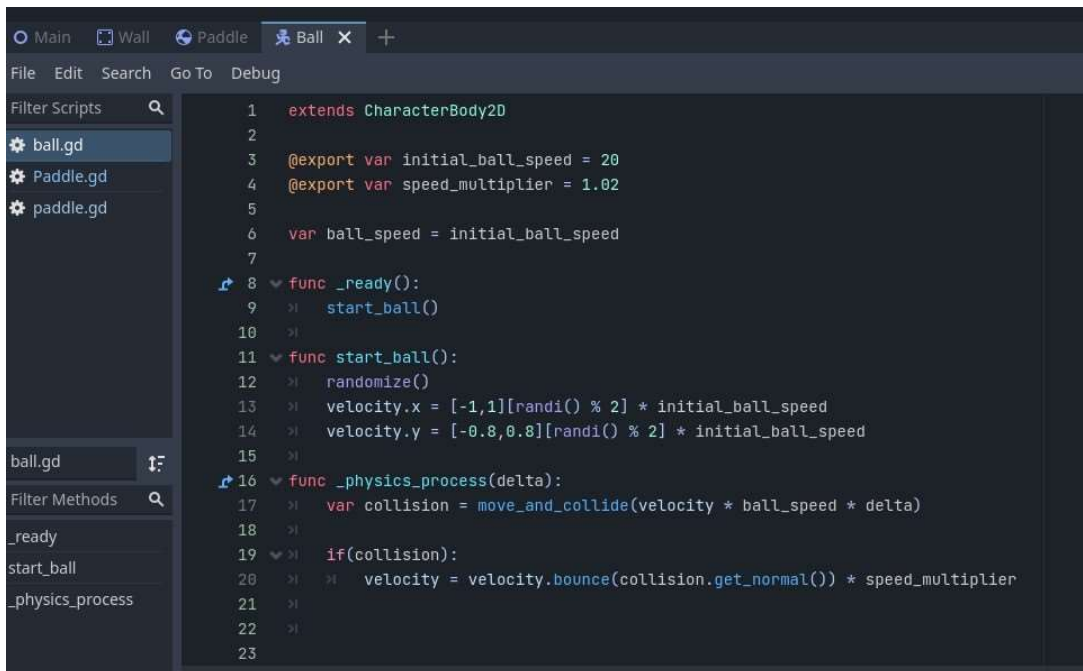 Main Wall Paddle Ball
File Edit Search Go To Debug
Filter Scripts
ball.gd
Paddle.gd
paddle.gd
ball.gd
Filter Methods
_ready
start_ball
_physics_process
1 extends CharacterBody2D
2
3 @export var initial_ball_speed = 20
4 @export var speed_multiplier = 1.02
5
6 var ball_speed = initial_ball_speed
7
8 func _ready():
9 start_ball()
10
11 func start_ball():
12 randomize()
13 velocity.x = [-1,1][randi() % 2] * initial_ball_speed
14 velocity.y = [-0.8,0.8][randi() % 2] * initial_ball_speed
15
16 func _physics_process(delta):
17 var collision = move_and_collide(velocity * ball_speed * delta)
18
19 if(collision):
20 velocity = velocity.bounce(collision.get_normal()) * speed_multiplier
21
22
23